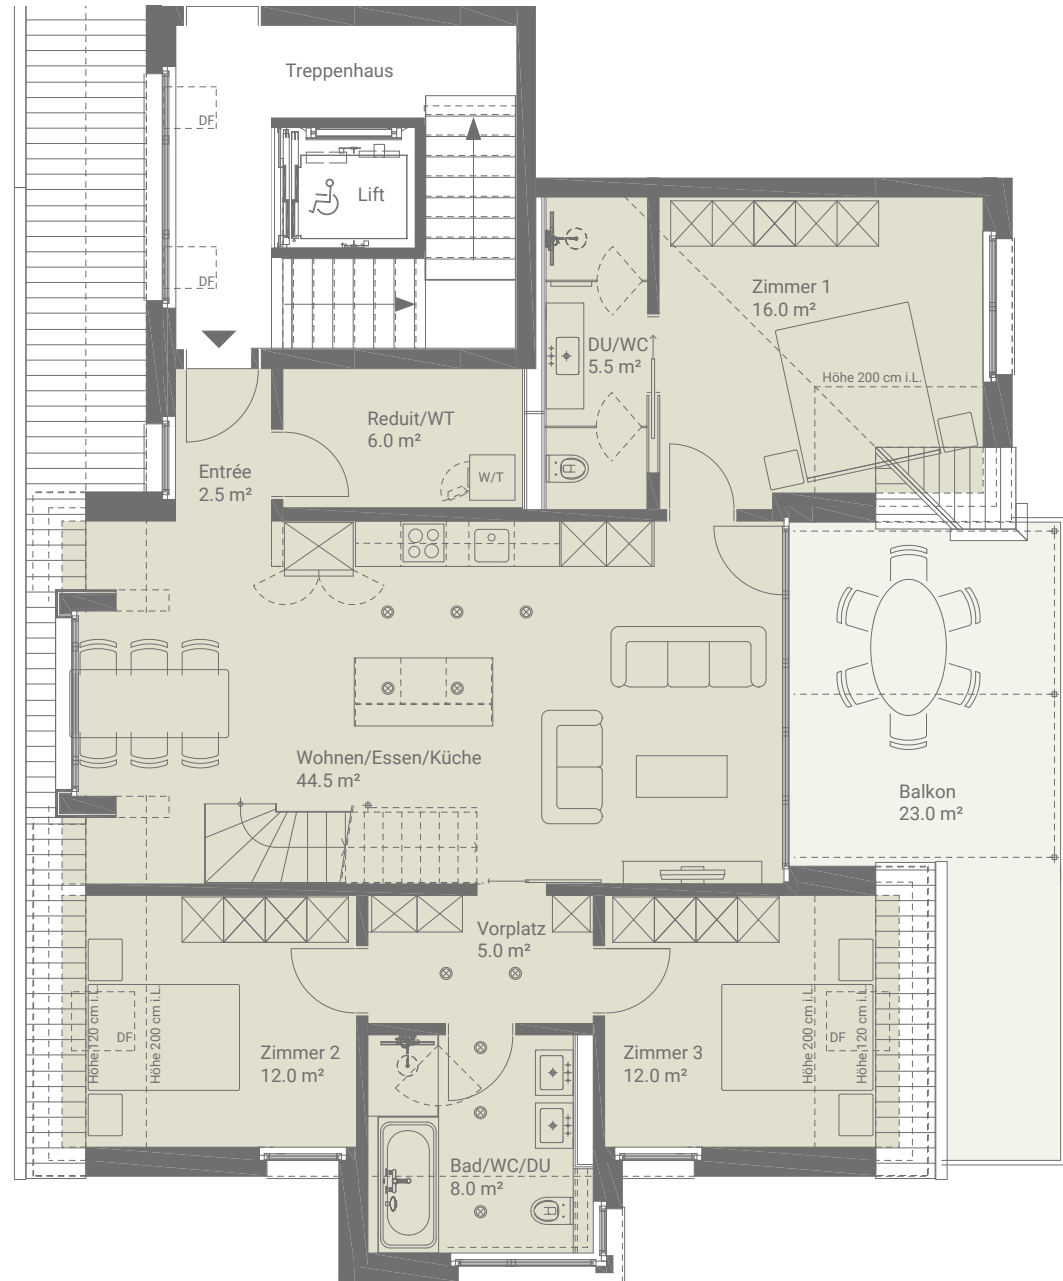 Treppenhaus
DF
Lift
DF
Zimmer 1
16.0 m²
DU/WC
5.5 m²
Höhe 200 cm i.L.
Reduit/WT
6.0 m²
W/T
Entrée
2.5 m²
Wohnen/Essen/Küche
44.5 m²
Balkon
23.0 m²
Vorplatz
5.0 m²
Höhe 120 cm i.L.
DF
Höhe 200 cm i.L.
Zimmer 2
12.0 m²
Zimmer 3
12.0 m²
Höhe 200 cm i.L.
DF
Höhe 120 cm i.L.
Bad/WC/DU
8.0 m²